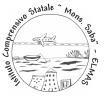 Istituto Comprensivo Statale "Mons. Saba" - ELMAS